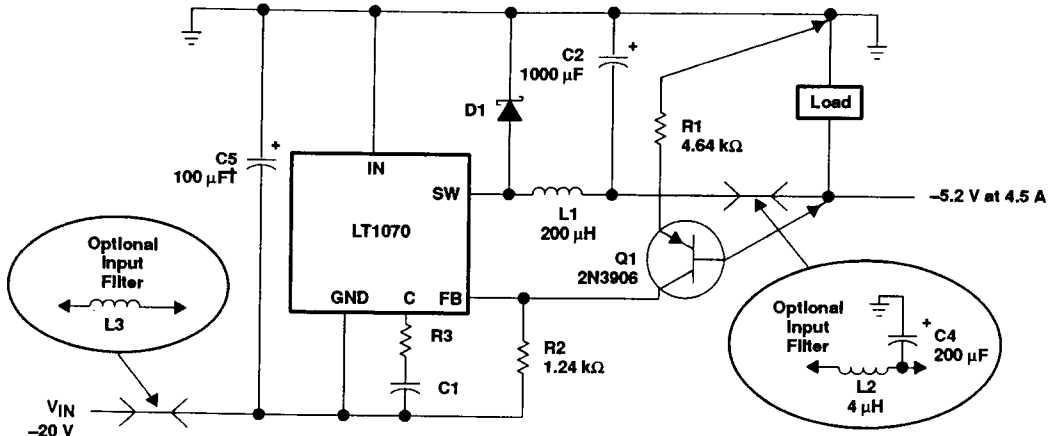 C2
+
1000 µF
D1
R1
4.64 kΩ
Load
C5
+
100 µF†
IN
SW
LT1070
L1
200 µH
–5.2 V at 4.5 A
Optional
Input
Filter
L3
Q1
2N3906
GND
C
FB
R3
C1
R2
1.24 kΩ
Optional
Input
Filter
+
C4
200 µF
L2
4 µH
VIN
–20 V